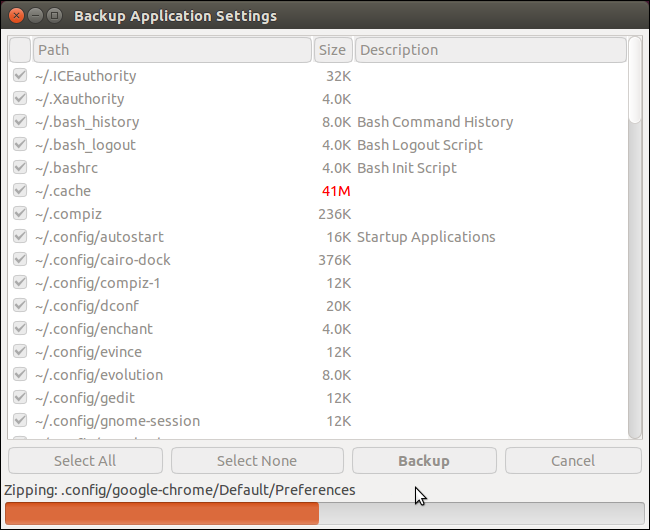 Backup Application Settings
Path Size Description
~/.ICEauthority 32K
~/.Xauthority 4.0K
~/.bash_history 8.0K Bash Command History
~/.bash_logout 4.0K Bash Logout Script
~/.bashrc 4.0K Bash Init Script
~/.cache 41M
~/.compiz 236K
~/.config/autostart 16K Startup Applications
~/.config/cairo-dock 376K
~/.config/compiz-1 12K
~/.config/dconf 20K
~/.config/enchant 4.0K
~/.config/evince 12K
~/.config/evolution 8.0K
~/.config/gedit 12K
~/.config/gnome-session 12K
Select All Select None Backup Cancel
Zipping: .config/google-chrome/Default/Preferences